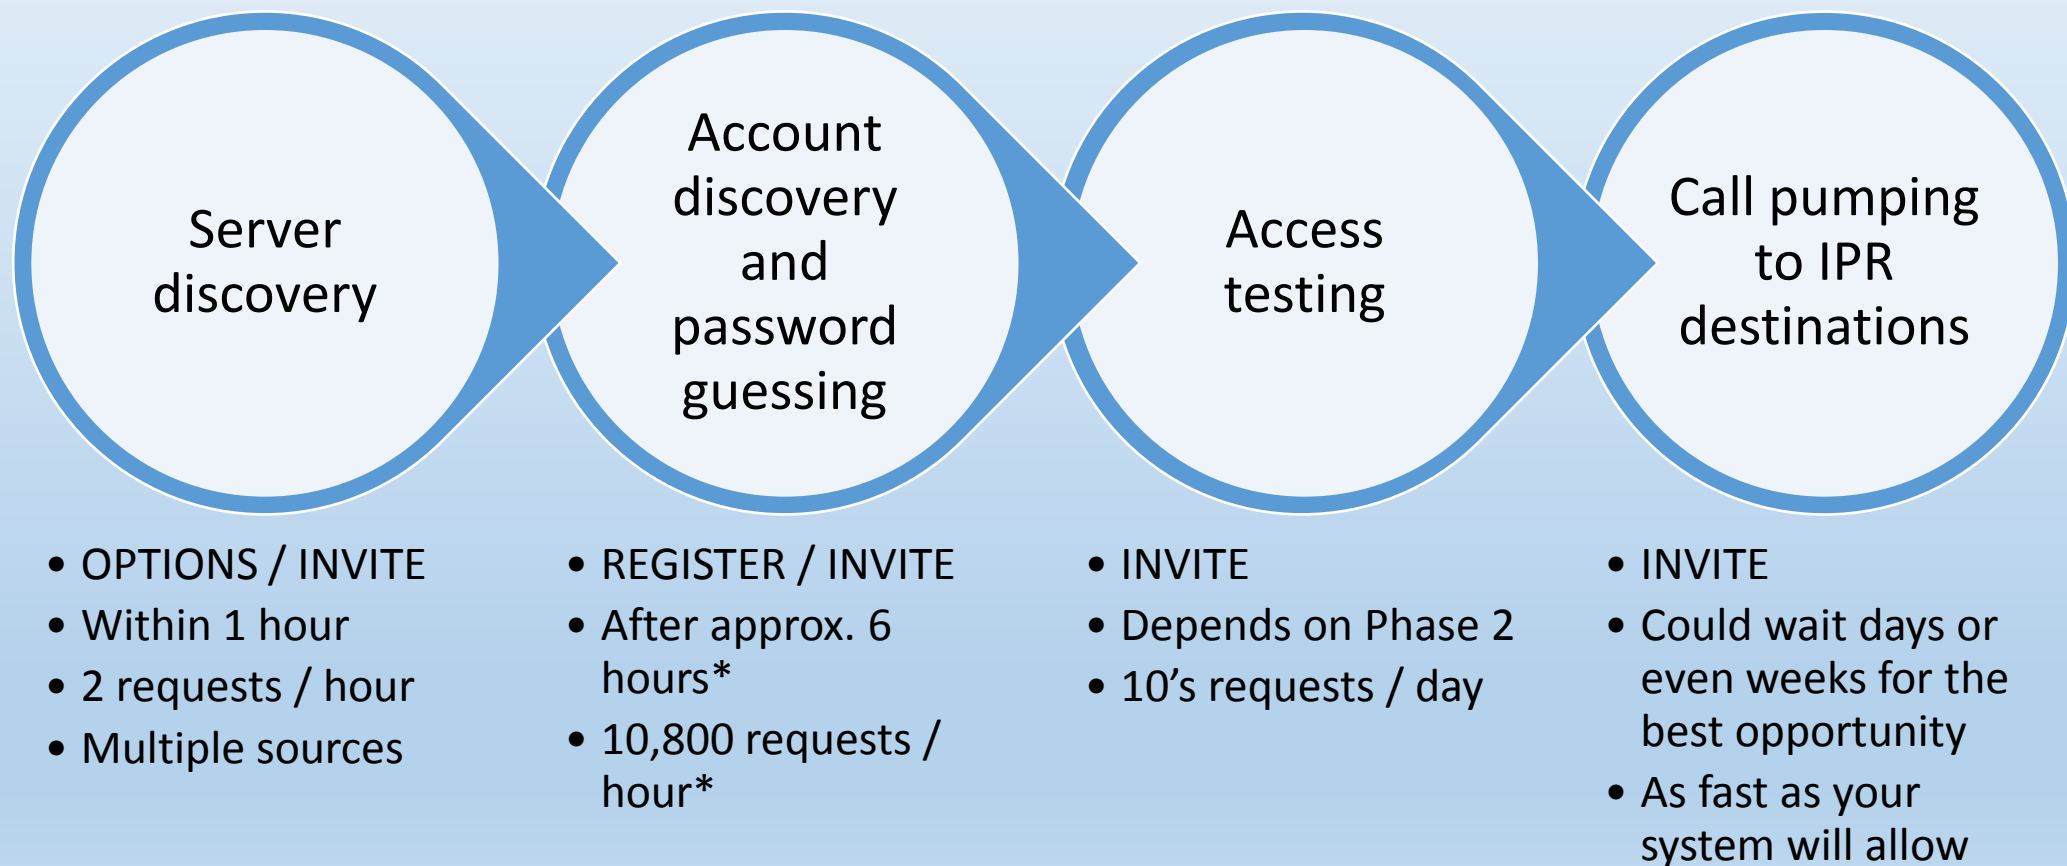 Server
discovery
Account
discovery
and
password
guessing
Access
testing
Call pumping
to IPR
destinations
• OPTIONS / INVITE
• Within 1 hour
• 2 requests / hour
• Multiple sources
• REGISTER / INVITE
• After approx. 6
hours*
• 10,800 requests /
hour*
• INVITE
• Depends on Phase 2
• 10’s requests / day
• INVITE
• Could wait days or
even weeks for the
best opportunity
• As fast as your
system will allow